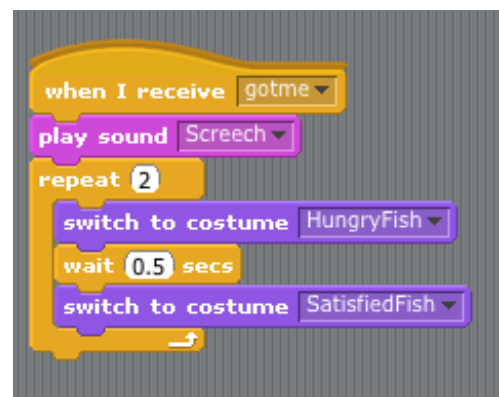 when I receive gotme
play sound Screech
repeat 2
switch to costume HungryFish
wait 0.5 secs
switch to costume SatisfiedFish